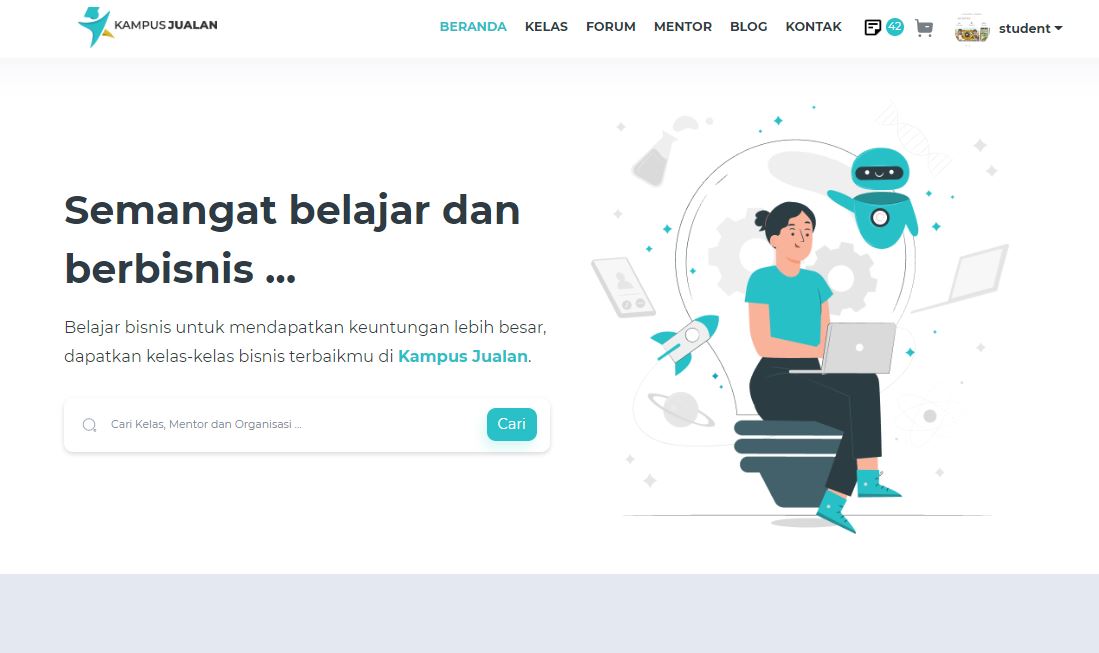 KAMPUS JUALAN
BERANDA KELAS FORUM MENTOR BLOG KONTAK 42 student
Semangat belajar dan
berbisnis ...
Belajar bisnis untuk mendapatkan keuntungan lebih besar,
dapatkan kelas-kelas bisnis terbaikmu di Kampus Jualan.
Cari Kelas, Mentor dan Organisasi ... Cari